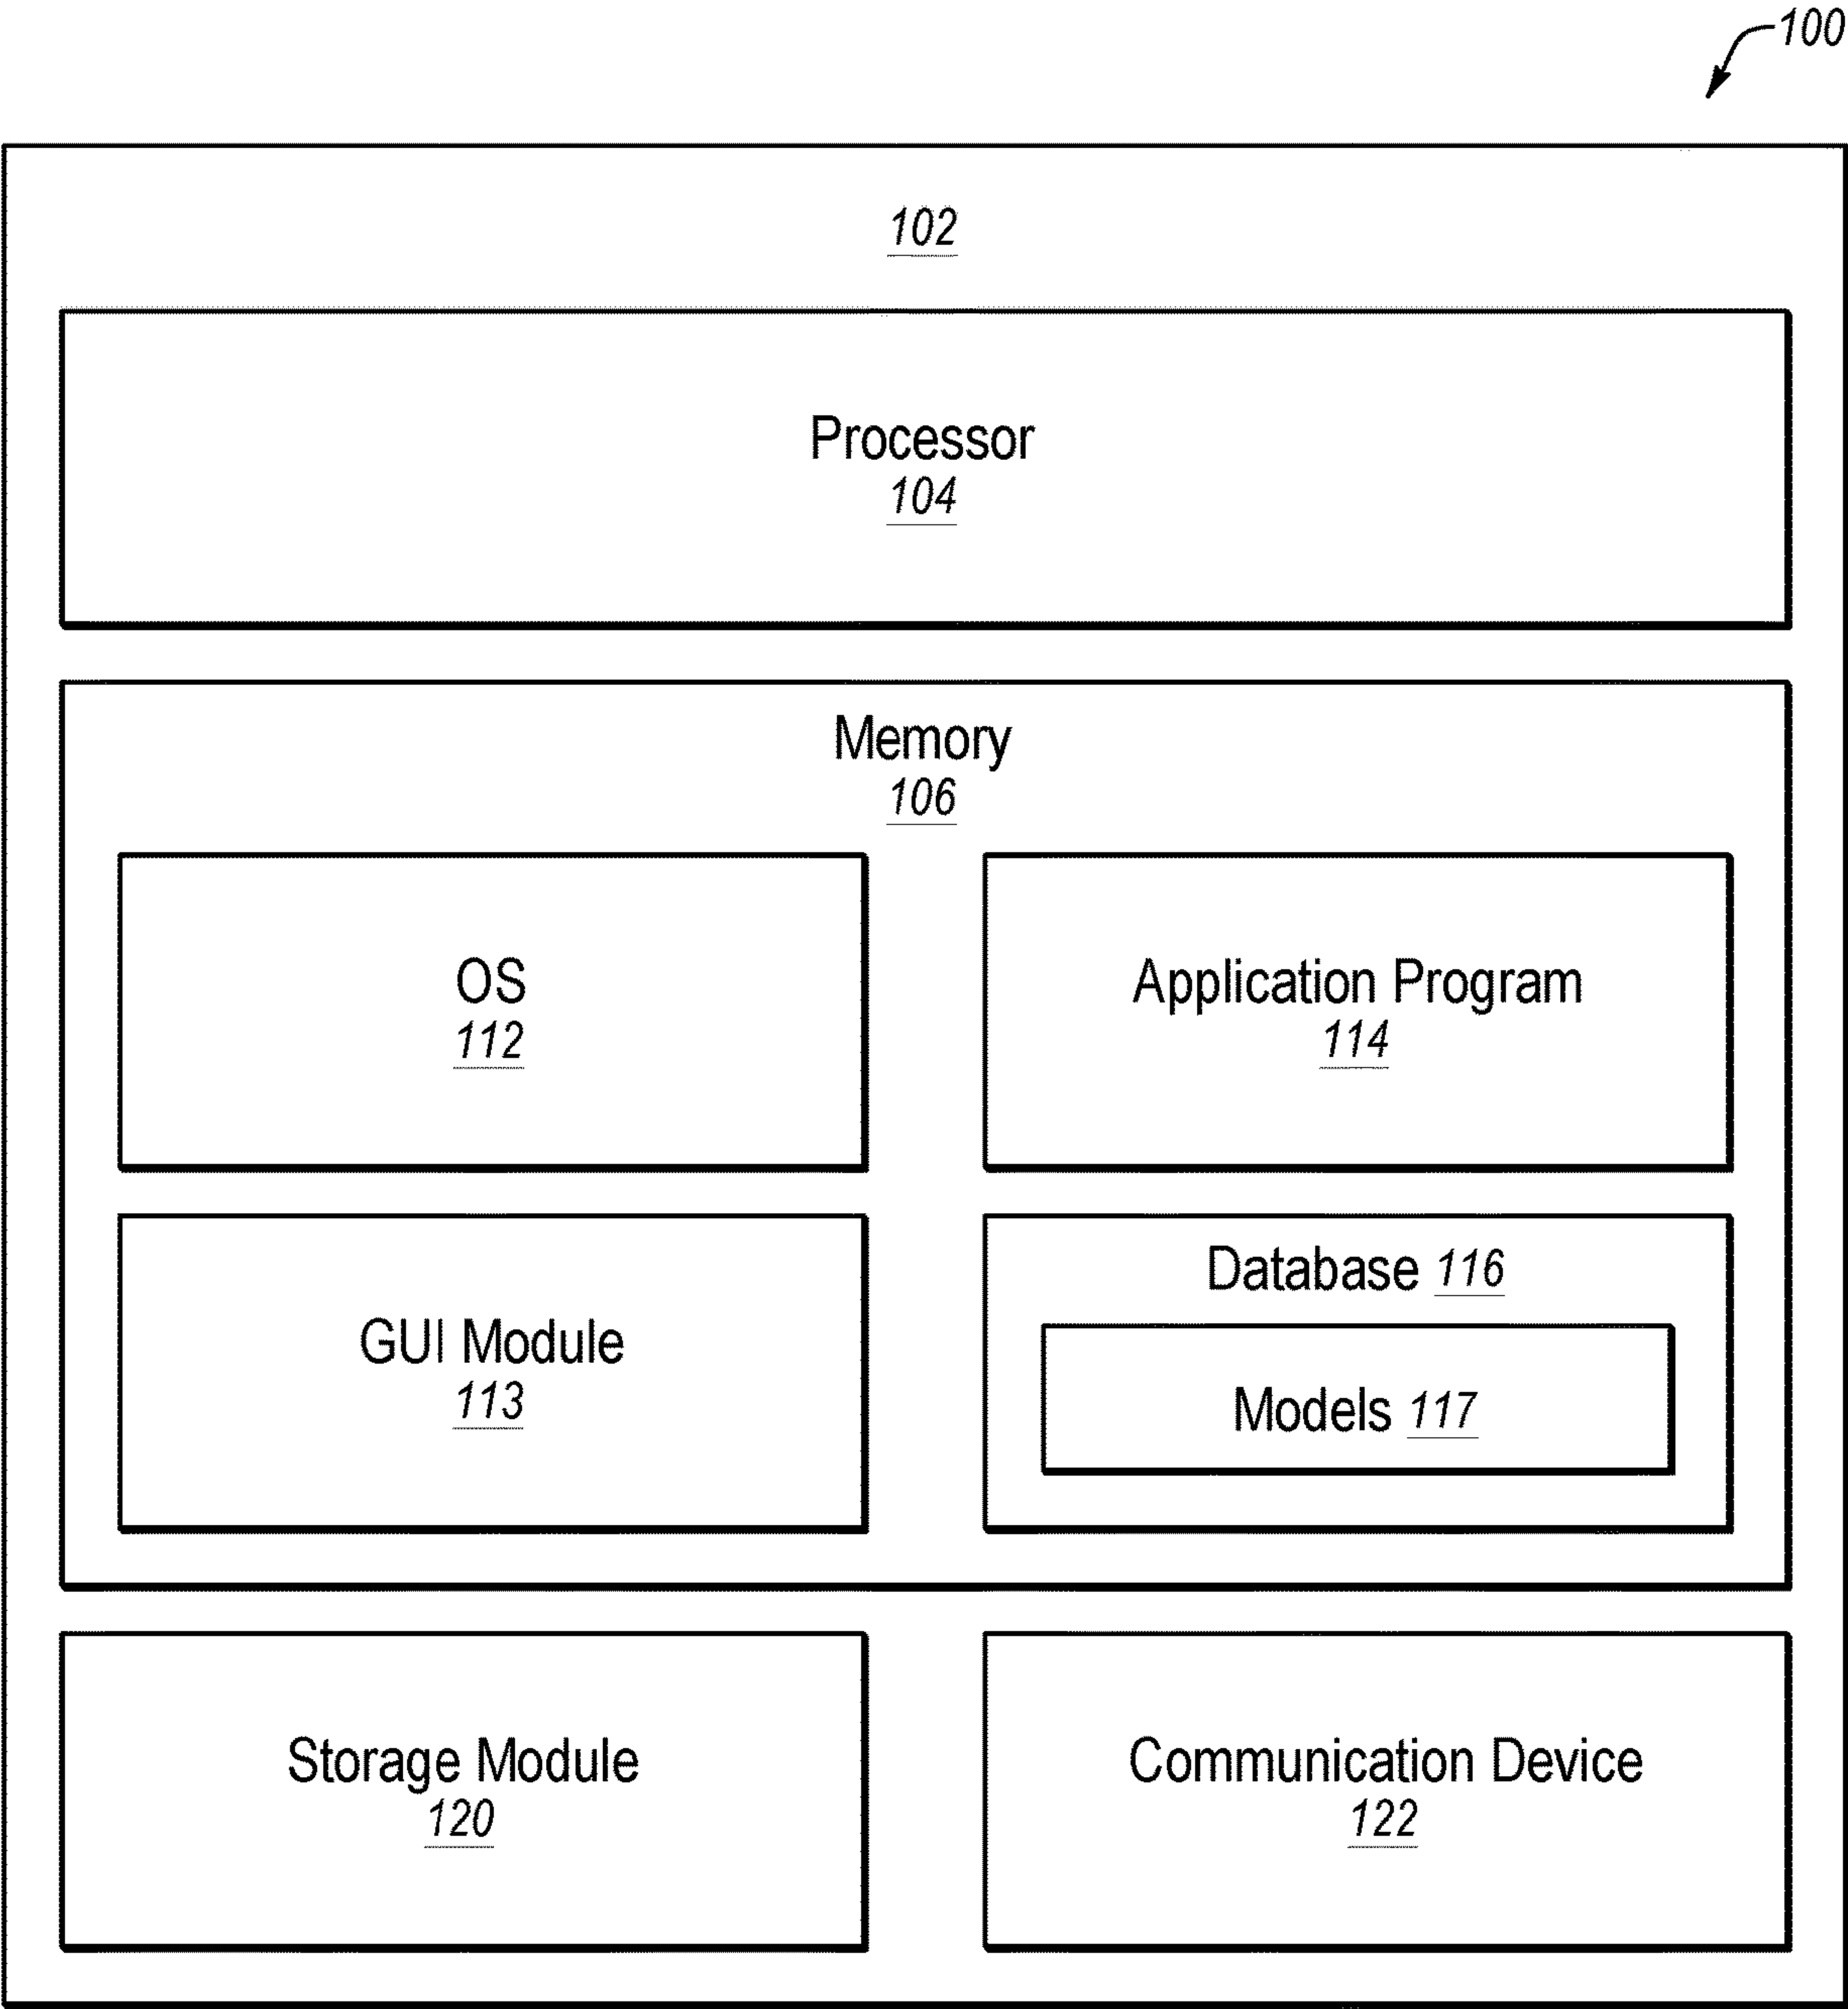 100
102
Processor
104
Memory
106
OS
112
Application Program
114
GUI Module
113
Database 116
Models 117
Storage Module
120
Communication Device
122